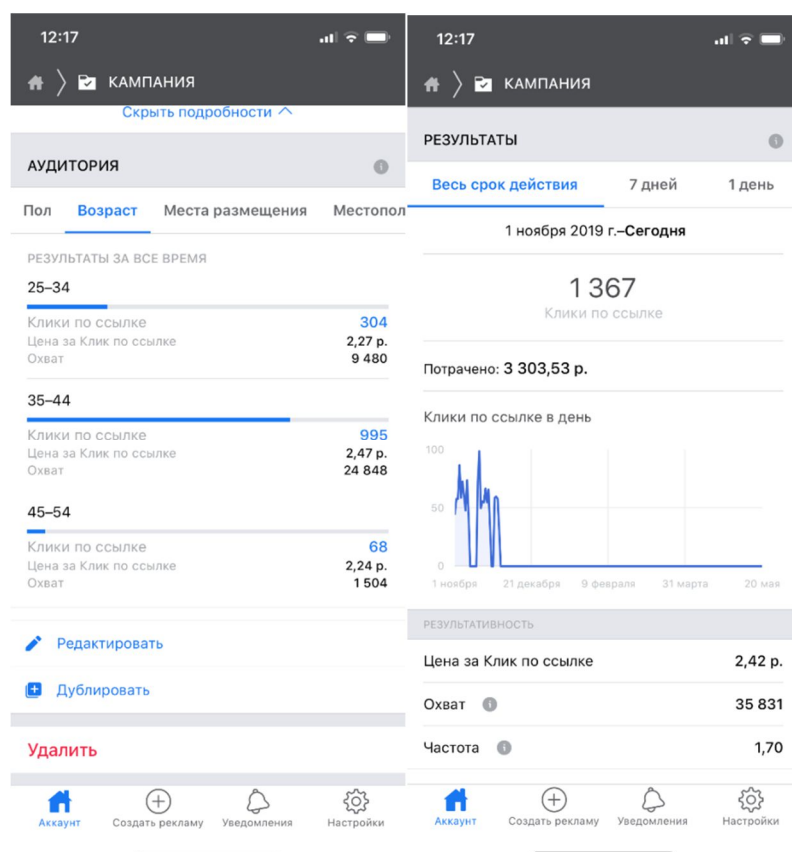 12:17
КАМПАНИЯ
Скрыть подробности
АУДИТОРИЯ
Пол Возраст Места размещения Местопол
РЕЗУЛЬТАТЫ ЗА ВСЕ ВРЕМЯ
25–34
Клики по ссылке 304
Цена за Клик по ссылке 2,27 р.
Охват 9 480
35–44
Клики по ссылке 995
Цена за Клик по ссылке 2,47 р.
Охват 24 848
45–54
Клики по ссылке 68
Цена за Клик по ссылке 2,24 р.
Охват 1 504
Редактировать
Дублировать
Удалить
Аккаунт Создать рекламу Уведомления Настройки
12:17
КАМПАНИЯ
РЕЗУЛЬТАТЫ
Весь срок действия 7 дней 1 день
1 ноября 2019 г.–Сегодня
1 367
Клики по ссылке
Потрачено: 3 303,53 р.
Клики по ссылке в день
100
50
0
1 ноября 21 декабря 9 февраля 31 марта 20 мая
РЕЗУЛЬТАТИВНОСТЬ
Цена за Клик по ссылке 2,42 р.
Охват 35 831
Частота 1,70
Аккаунт Создать рекламу Уведомления Настройки